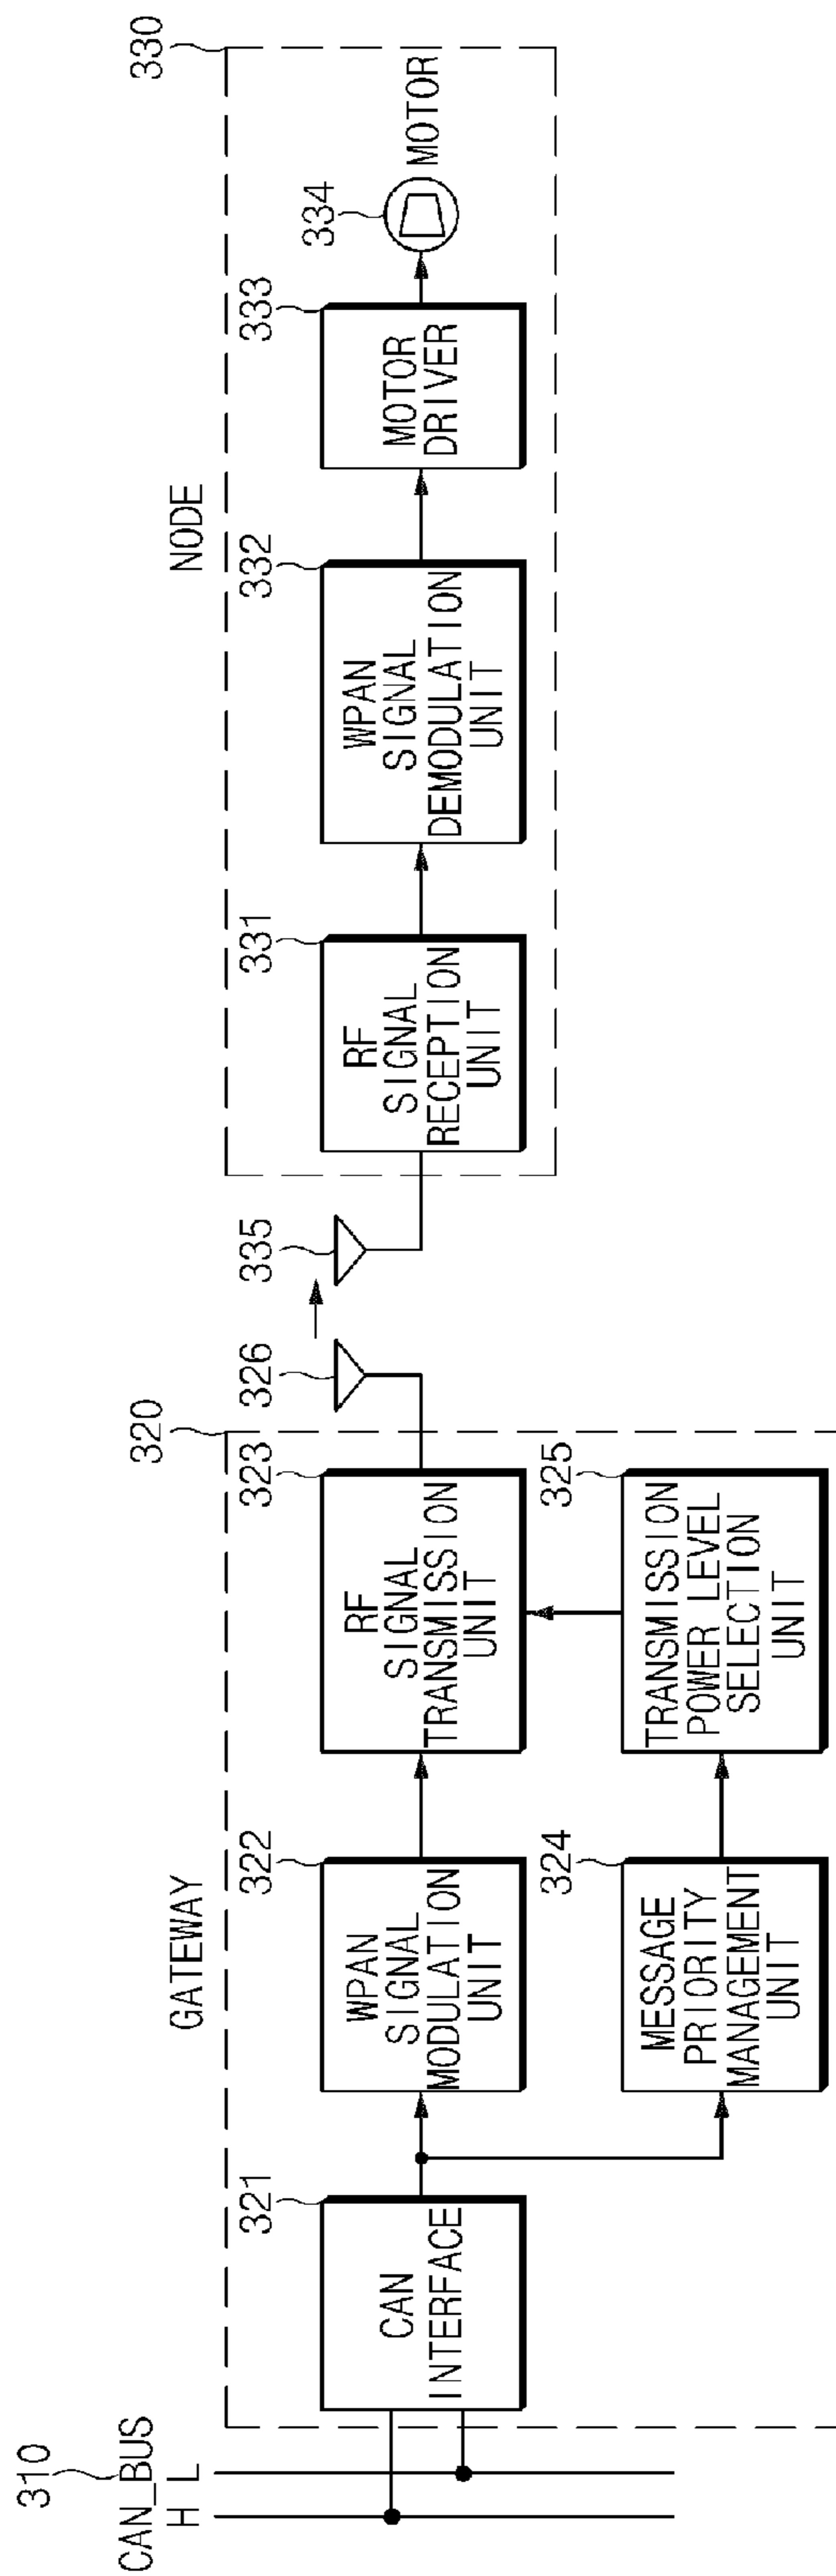 310
CAN_BUS
H L
GATEWAY
320
321
CAN
INTERFACE
322
WPAN
SIGNAL
MODULATION
UNIT
323
RF
SIGNAL
TRANSMISSION
UNIT
324
MESSAGE
PRIORITY
MANAGEMENT
UNIT
325
TRANSMISSION
POWER LEVEL
SELECTION
UNIT
326
335
NODE
330
331
RF
SIGNAL
RECEPTION
UNIT
332
WPAN
SIGNAL
DEMODULATION
UNIT
333
MOTOR
DRIVER
334
MOTOR